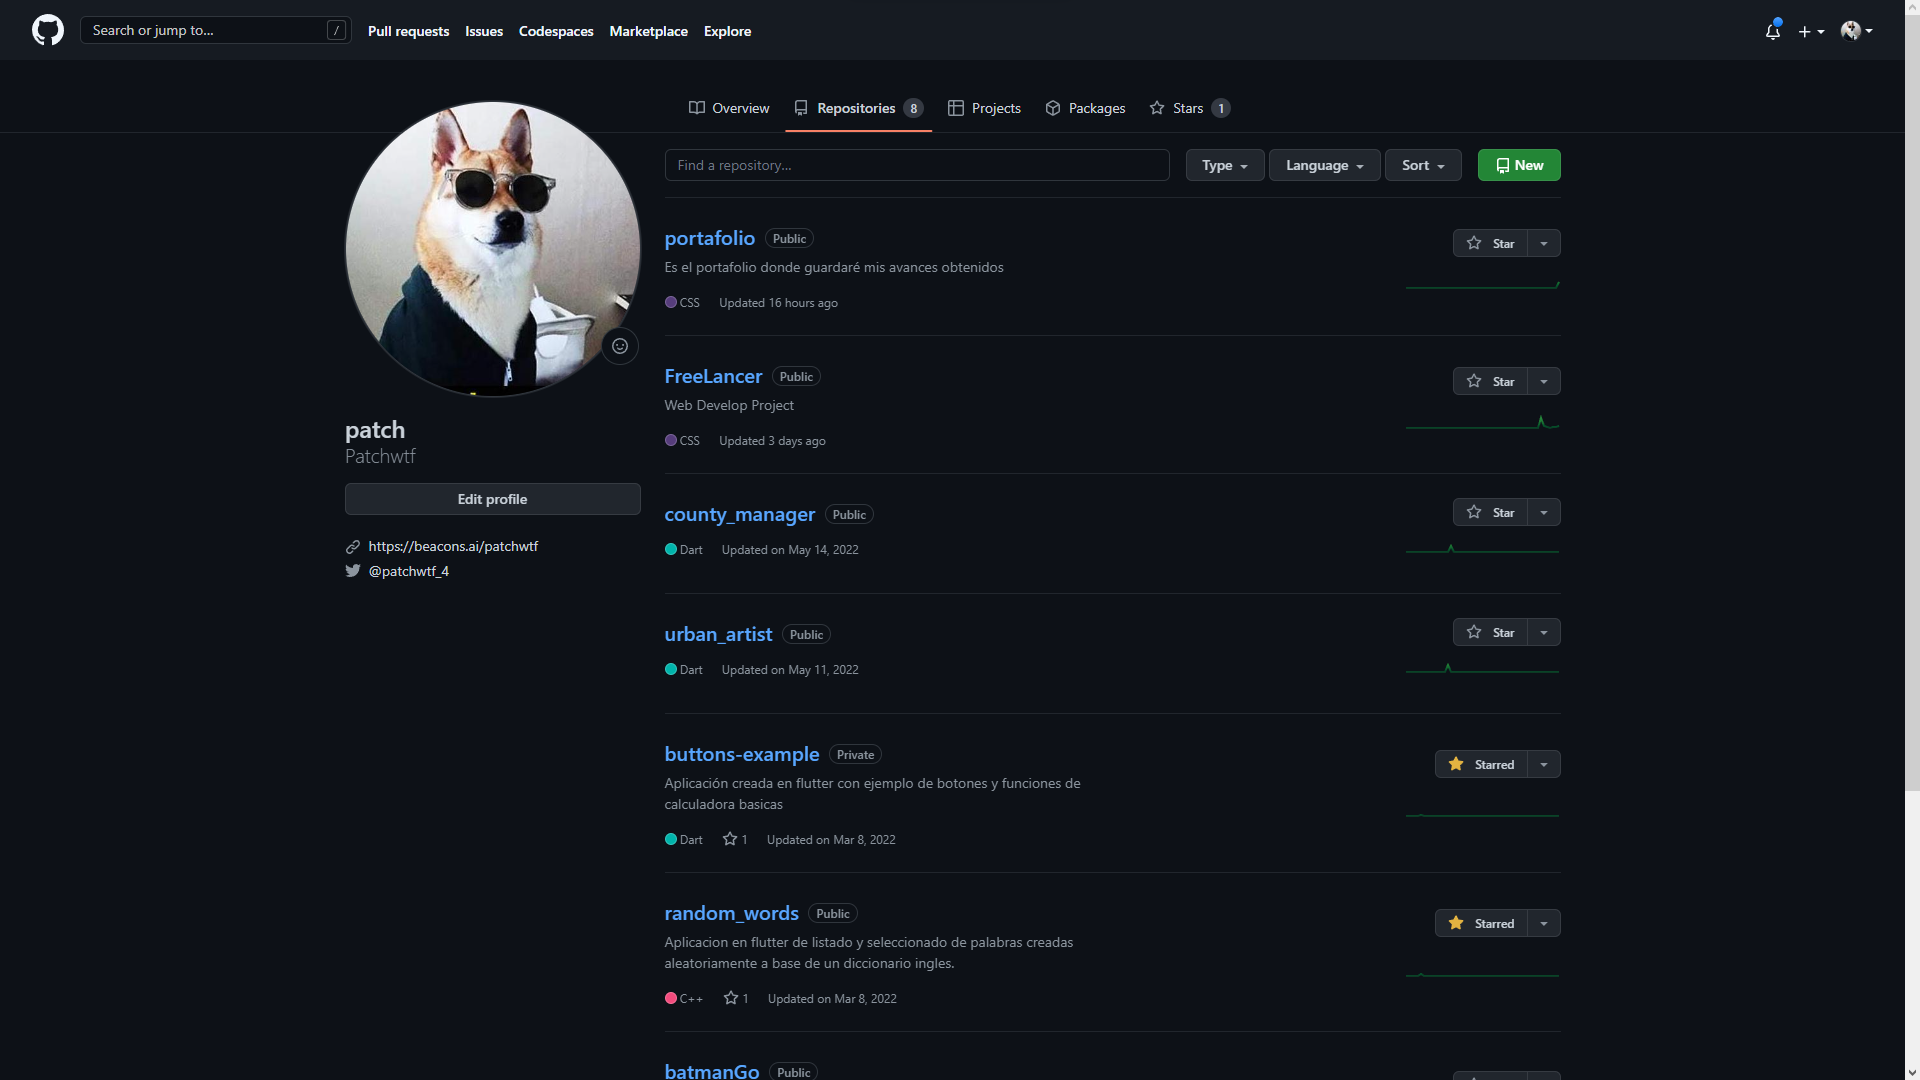 Search or jump to... /
Pull requests
Issues
Codespaces
Marketplace
Explore
Overview
Repositories 8
Projects
Packages
Stars 1
Find a repository...
Type
Language
Sort
New
patch
Patchwtf
Edit profile
https://beacons.ai/patchwtf
@patchwtf_4
portafolio Public
Star
Es el portafolio donde guardaré mis avances obtenidos
CSS Updated 16 hours ago
FreeLancer Public
Star
Web Develop Project
CSS Updated 3 days ago
county_manager Public
Star
Dart Updated on May 14, 2022
urban_artist Public
Star
Dart Updated on May 11, 2022
buttons-example Private
Starred
Aplicación creada en flutter con ejemplo de botones y funciones de
calculadora basicas
Dart 1 Updated on Mar 8, 2022
random_words Public
Starred
Aplicacion en flutter de listado y seleccionado de palabras creadas
aleatoriamente a base de un diccionario ingles.
C++ 1 Updated on Mar 8, 2022
batmanGo Public